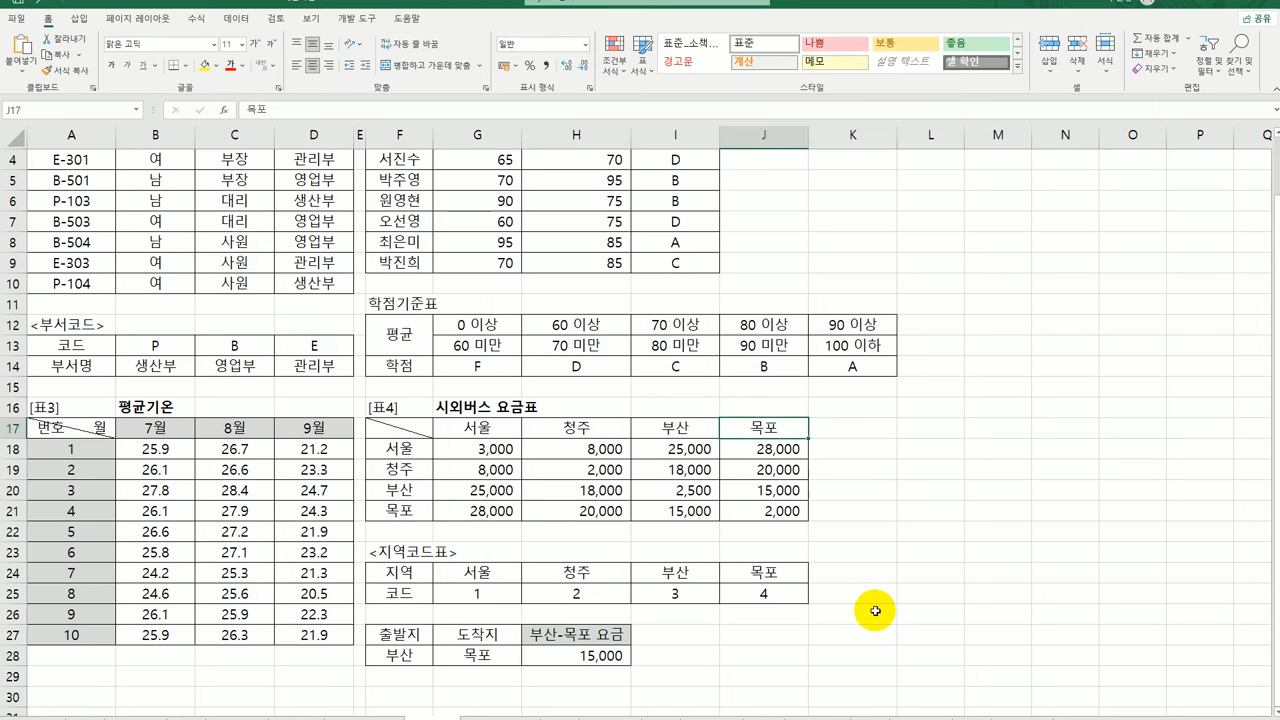 파일 홈 삽입 페이지 레이아웃 수식 데이터 검토 보기 개발 도구 도움말 공유
붙여넣기 잘라내기 복사 서식 복사 클립보드
맑은 고딕 11 가 가 가 가 가 가 가 글꼴
자동 줄 바꿈 병합하고 가운데 맞춤 맞춤
일반 % 표시 형식
조건부 서식 표 서식 표준_소책... 표준 나쁨 보통 좋음
경고문 계산 메모 설명 텍스트 셀 확인
스타일
삽입 삭제 서식 셀
자동 합계 채우기 지우기 정렬 및 필터 찾기 및 선택 편집
J17 fx 목포
A B C D E F G H I J K L M N O P Q
4 E-301 여 부장 관리부 서진수 65 70 D
5 B-501 남 부장 영업부 박주영 70 95 B
6 P-103 남 대리 생산부 원영현 90 75 B
7 B-503 여 대리 영업부 오선영 60 75 D
8 B-504 남 사원 영업부 최은미 95 85 A
9 E-303 여 사원 관리부 박진희 70 85 C
10 P-104 여 사원 생산부
11 학점기준표
12 <부서코드> 평균 0 이상 60 이상 70 이상 80 이상 90 이상
13 코드 P B E 60 미만 70 미만 80 미만 90 미만 100 이하
14 부서명 생산부 영업부 관리부 학점 F D C B A
15
16 [표3] 평균기온 [표4] 시외버스 요금표
17 번호 월 7월 8월 9월 서울 청주 부산 목포
18 1 25.9 26.7 21.2 서울 3,000 8,000 25,000 28,000
19 2 26.1 26.6 23.3 청주 8,000 2,000 18,000 20,000
20 3 27.8 28.4 24.7 부산 25,000 18,000 2,500 15,000
21 4 26.1 27.9 24.3 목포 28,000 20,000 15,000 2,000
22 5 26.6 27.2 21.9
23 6 25.8 27.1 23.2 <지역코드표>
24 7 24.2 25.3 21.3 지역 서울 청주 부산 목포
25 8 24.6 25.6 20.5 코드 1 2 3 4
26 9 26.1 25.9 22.3
27 10 25.9 26.3 21.9 출발지 도착지 부산-목포 요금
28 부산 목포 15,000
29
30